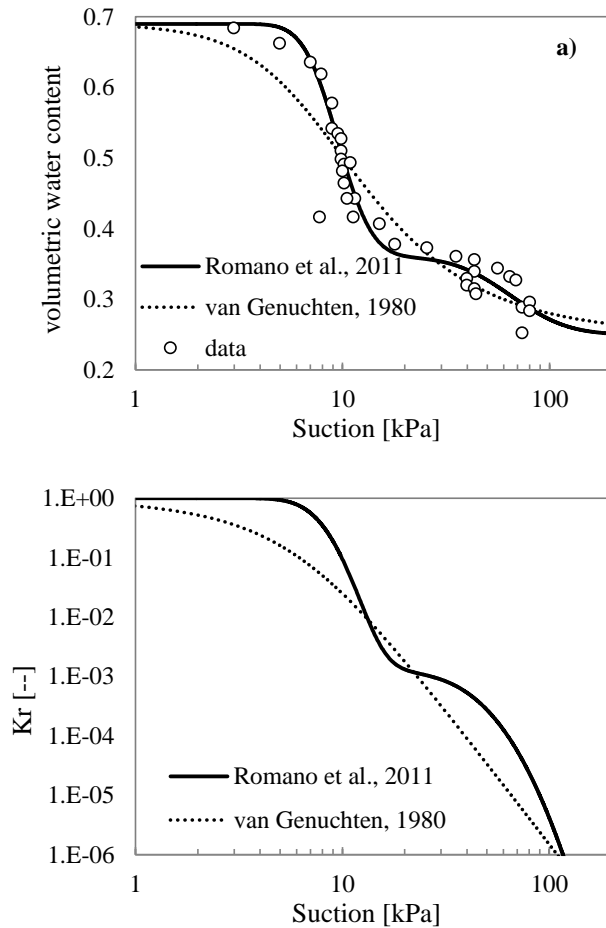 0.7
a)
0.6
0.5
0.4
0.3
0.2
volumetric water content
Romano et al., 2011
van Genuchten, 1980
data
1 10 100
Suction [kPa]
1.E+00
1.E-01
1.E-02
1.E-03
1.E-04
1.E-05
1.E-06
Kr [--]
Romano et al., 2011
van Genuchten, 1980
1 10 100
Suction [kPa]